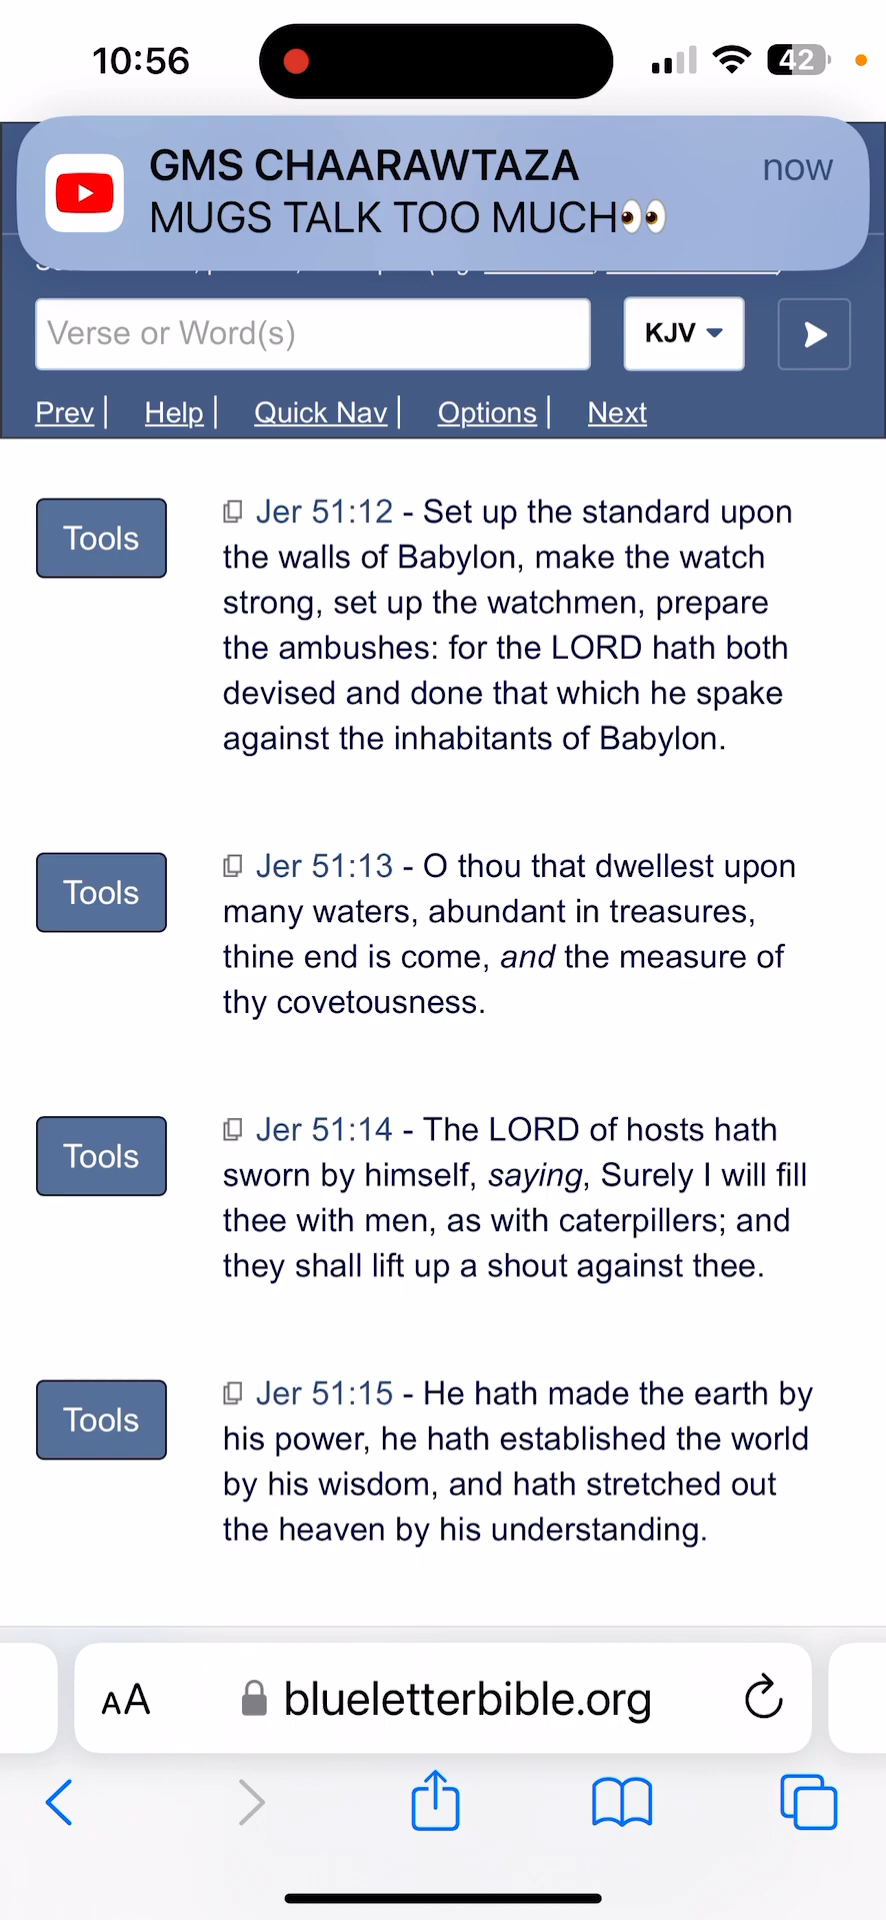 10:56
42
GMS CHAARAWTAZA
now
MUGS TALK TOO MUCH👀
Verse or Word(s)
KJV
Prev | Help | Quick Nav | Options | Next
Tools
Jer 51:12 - Set up the standard upon
the walls of Babylon, make the watch
strong, set up the watchmen, prepare
the ambushes: for the LORD hath both
devised and done that which he spake
against the inhabitants of Babylon.
Tools
Jer 51:13 - O thou that dwellest upon
many waters, abundant in treasures,
thine end is come, and the measure of
thy covetousness.
Tools
Jer 51:14 - The LORD of hosts hath
sworn by himself, saying, Surely I will fill
thee with men, as with caterpillers; and
they shall lift up a shout against thee.
Tools
Jer 51:15 - He hath made the earth by
his power, he hath established the world
by his wisdom, and hath stretched out
the heaven by his understanding.
AA
blueletterbible.org